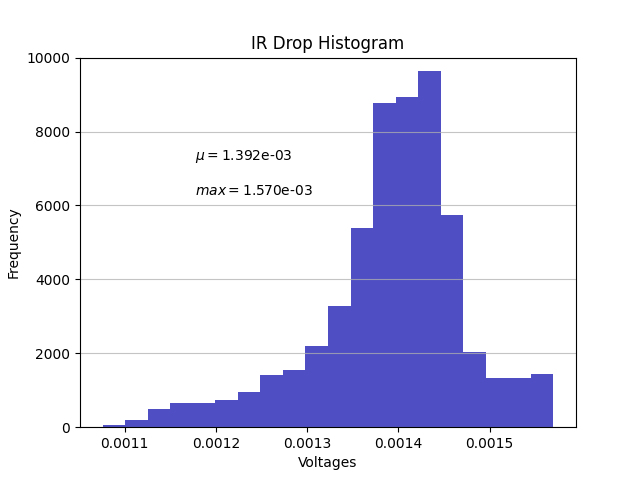 IR Drop Histogram
10000
8000
6000
4000
2000
0
Frequency
μ = 1.392e-03
max = 1.570e-03
0.0011 0.0012 0.0013 0.0014 0.0015
Voltages